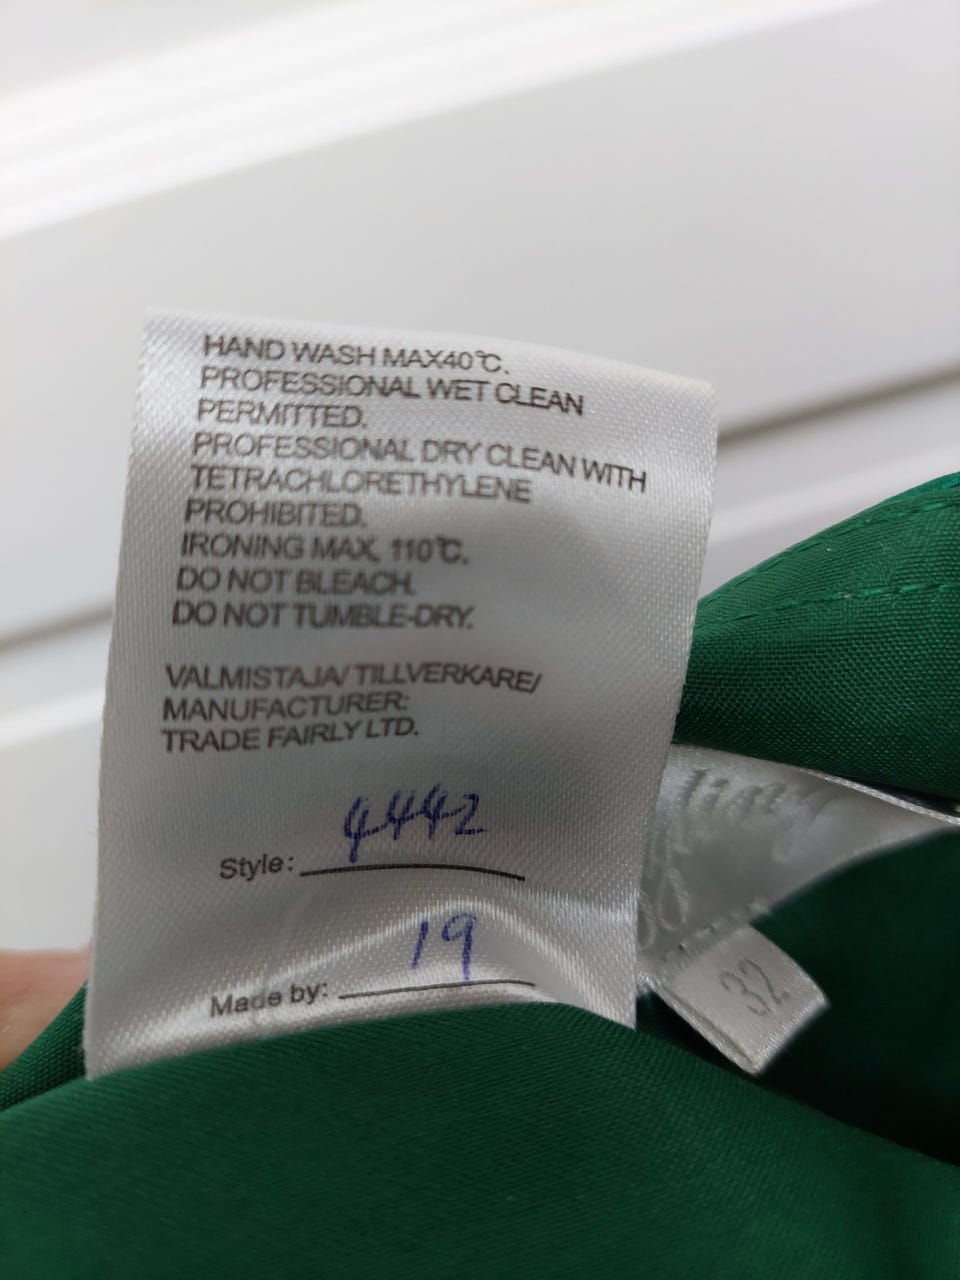 HAND WASH MAX40℃.
PROFESSIONAL WET CLEAN
PERMITTED.
PROFESSIONAL DRY CLEAN WITH
TETRACHLORETHYLENE
PROHIBITED.
IRONING MAX, 110℃.
DO NOT BLEACH.
DO NOT TUMBLE-DRY.
VALMISTAJA/ TILLVERKARE/
MANUFACTURER:
TRADE FAIRLY LTD.
Style: 4442
Made by: 19
32